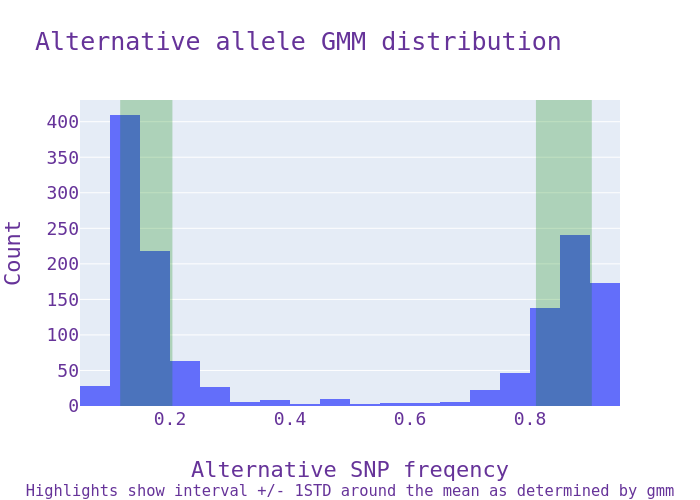 Alternative allele GMM distribution
Count
400
350
300
250
200
150
100
50
0
0.2 0.4 0.6 0.8
Alternative SNP freqency
Highlights show interval +/- 1STD around the mean as determined by gmm